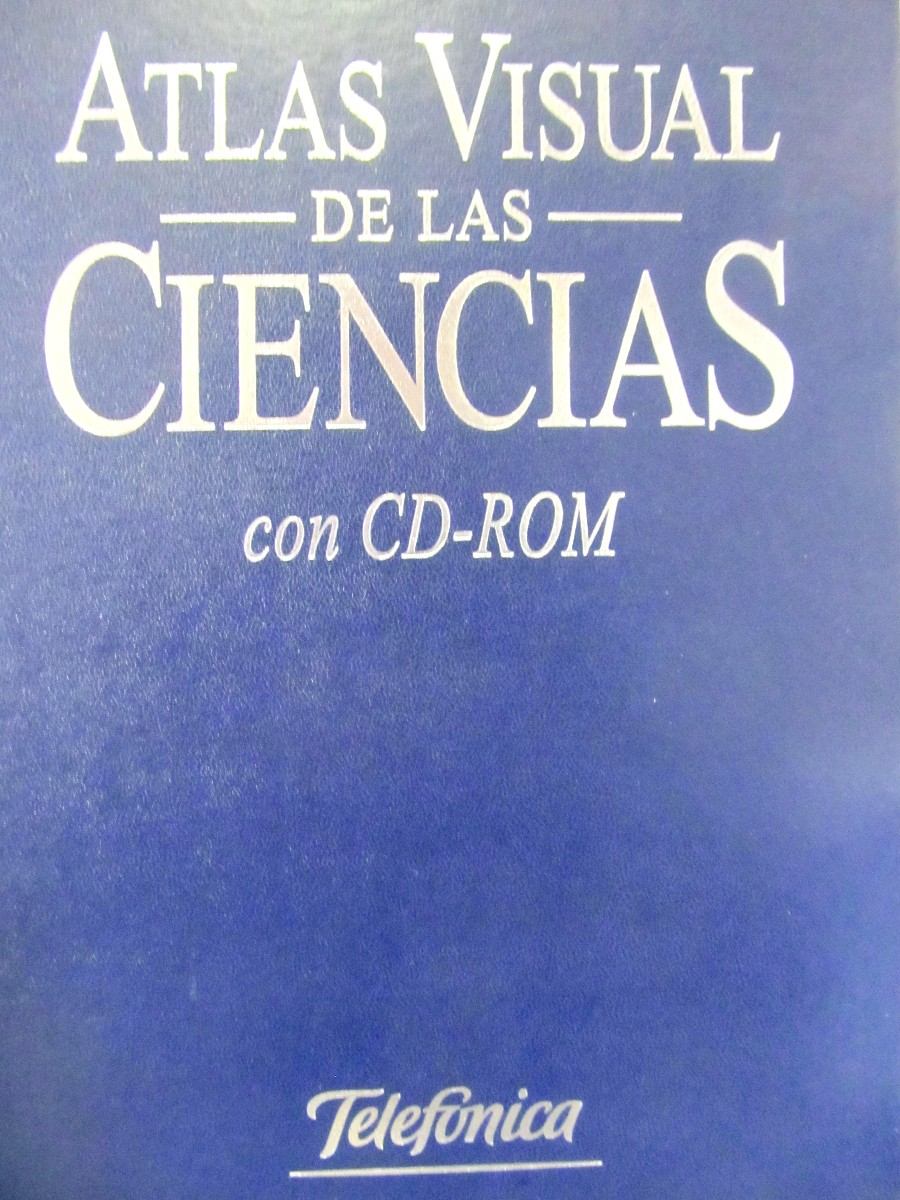 ATLAS VISUAL
DE LAS
CIENCIAS
con CD-ROM
Telefónica